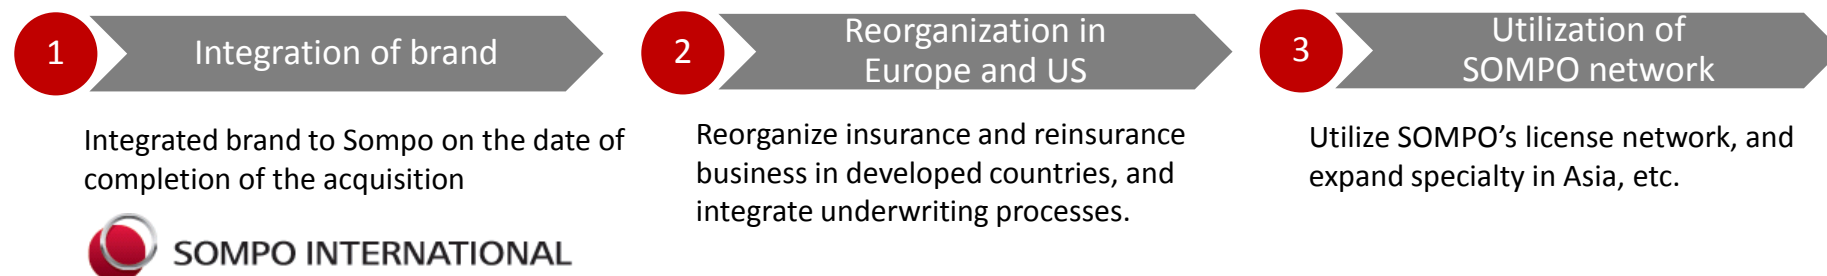 1
Integration of brand
Integrated brand to Sompo on the date of
completion of the acquisition
SOMPO INTERNATIONAL
2
Reorganization in
Europe and US
Reorganize insurance and reinsurance
business in developed countries, and
integrate underwriting processes.
3
Utilization of
SOMPO network
Utilize SOMPO’s license network, and
expand specialty in Asia, etc.